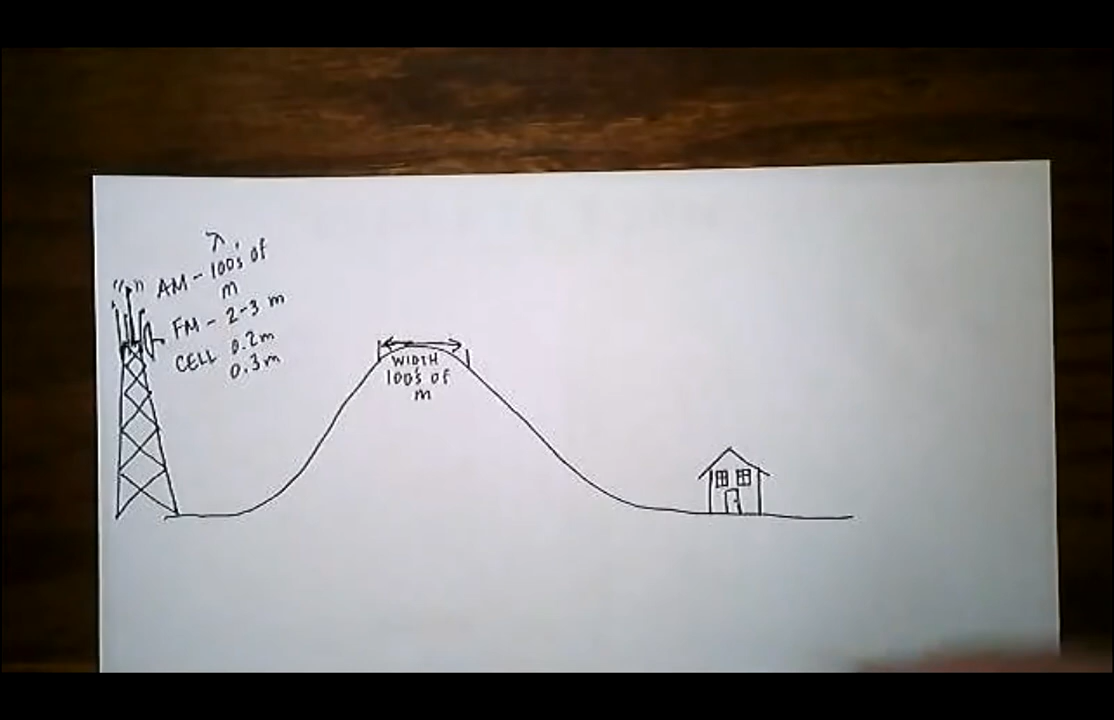 λ
AM - 100's of
m
FM - 2-3 m
CELL 0.2m
0.3m
WIDTH
100's of
m